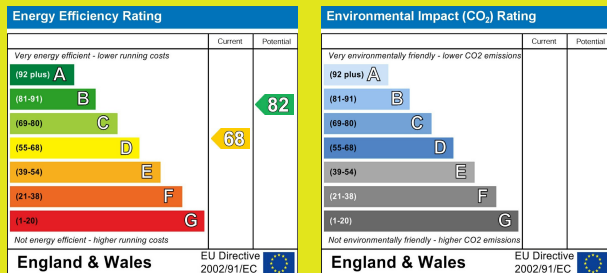 Energy Efficiency Rating
Current Potential
Very energy efficient - lower running costs
(92 plus) A
(81-91) B
82
(69-80) C
68
(55-68) D
(39-54) E
(21-38) F
(1-20) G
Not energy efficient - higher running costs
England & Wales
EU Directive
2002/91/EC
Environmental Impact (CO₂) Rating
Current Potential
Very environmentally friendly - lower CO2 emissions
(92 plus) A
(81-91) B
(69-80) C
(55-68) D
(39-54) E
(21-38) F
(1-20) G
Not environmentally friendly - higher CO2 emissions
England & Wales
EU Directive
2002/91/EC